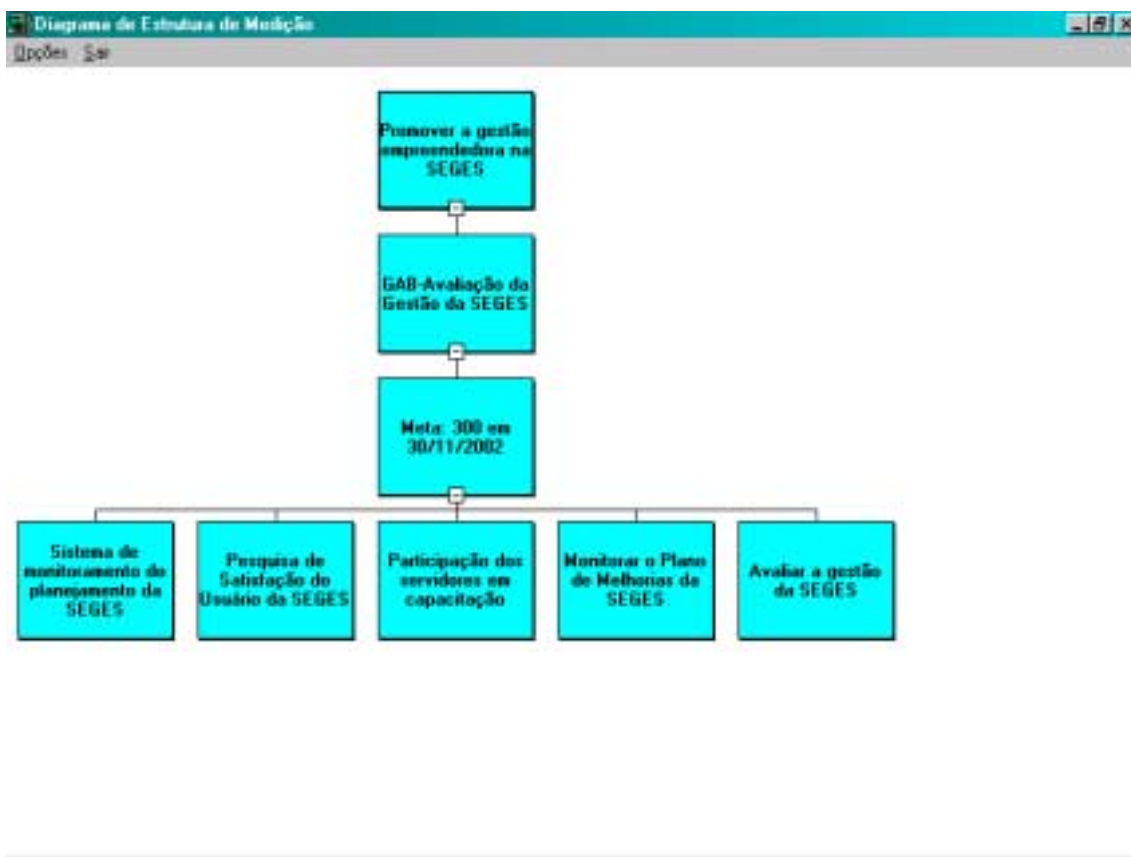 Diagrama de Estrutura de Medição
Opções Sair
Promover a gestão
empreendedora na
SEGES
GAB-Avaliação da
Gestão da SEGES
Meta: 300 em
30/11/2002
Sistema de
monitoramento do
planejamento da
SEGES
Pesquisa de
Satisfação do
Usuário da SEGES
Participação dos
servidores em
capacitação
Monitorar o Plano
de Melhorias da
SEGES
Avaliar a gestão
da SEGES